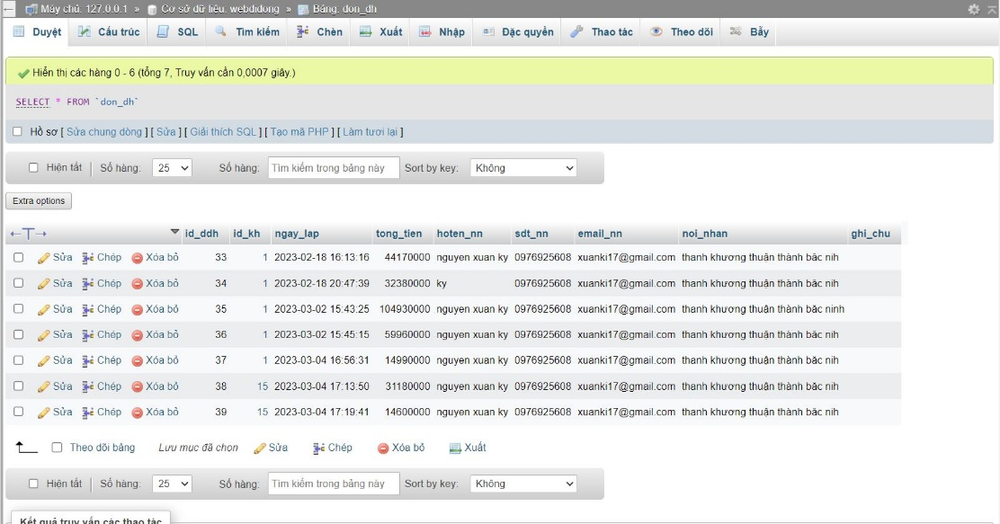 Máy chủ: 127.0.0.1 » Cơ sở dữ liệu: webdidong » Bảng: don_dh
Duyệt Cấu trúc SQL Tìm kiếm Chèn Xuất Nhập Đặc quyền Thao tác Theo dõi Bẫy
Hiển thị các hàng 0 - 6 (tổng 7, Truy vấn cần 0,0007 giây.)
SELECT * FROM `don_dh`
Hồ sơ [ Sửa chung dòng ] [ Sửa ] [ Giải thích SQL ] [ Tạo mã PHP ] [ Làm tươi lại ]
Hiện tất Số hàng: 25 Số hàng: Tìm kiếm trong bảng này Sort by key: Không
Extra options
←T→ id_ddh id_kh ngay_lap tong_tien hoten_nn sdt_nn email_nn noi_nhan ghi_chu
Sửa Chép Xóa bỏ 33 1 2023-02-18 16:13:16 44170000 nguyen xuan ky 0976925608 xuanki17@gmail.com thanh khương thuận thành băc nih
Sửa Chép Xóa bỏ 34 1 2023-02-18 20:47:39 32380000 ky 0976925608 xuanki17@gmail.com thanh khương thuận thành băc nih
Sửa Chép Xóa bỏ 35 1 2023-03-02 15:43:25 104930000 nguyen xuan ky 0976925608 xuanki17@gmail.com thanh khương thuận thành băc ninh
Sửa Chép Xóa bỏ 36 1 2023-03-02 15:45:15 59960000 nguyen xuan ky 0976925608 xuanki17@gmail.com thanh khương thuận thành băc nih
Sửa Chép Xóa bỏ 37 1 2023-03-04 16:56:31 14990000 nguyen xuan ky 0976925608 xuanki17@gmail.com thanh khương thuận thành băc nih
Sửa Chép Xóa bỏ 38 15 2023-03-04 17:13:50 31180000 nguyen xuan ky 0976925608 xuanki17@gmail.com thanh khương thuận thành băc nih
Sửa Chép Xóa bỏ 39 15 2023-03-04 17:19:41 14600000 nguyen xuan ky 0976925608 xuanki17@gmail.com thanh khương thuận thành băc nih
Theo dõi bảng Lưu mục đã chọn Sửa Chép Xóa bỏ Xuất
Hiện tất Số hàng: 25 Số hàng: Tìm kiếm trong bảng này Sort by key: Không
Kết quả truy vấn các thao tác